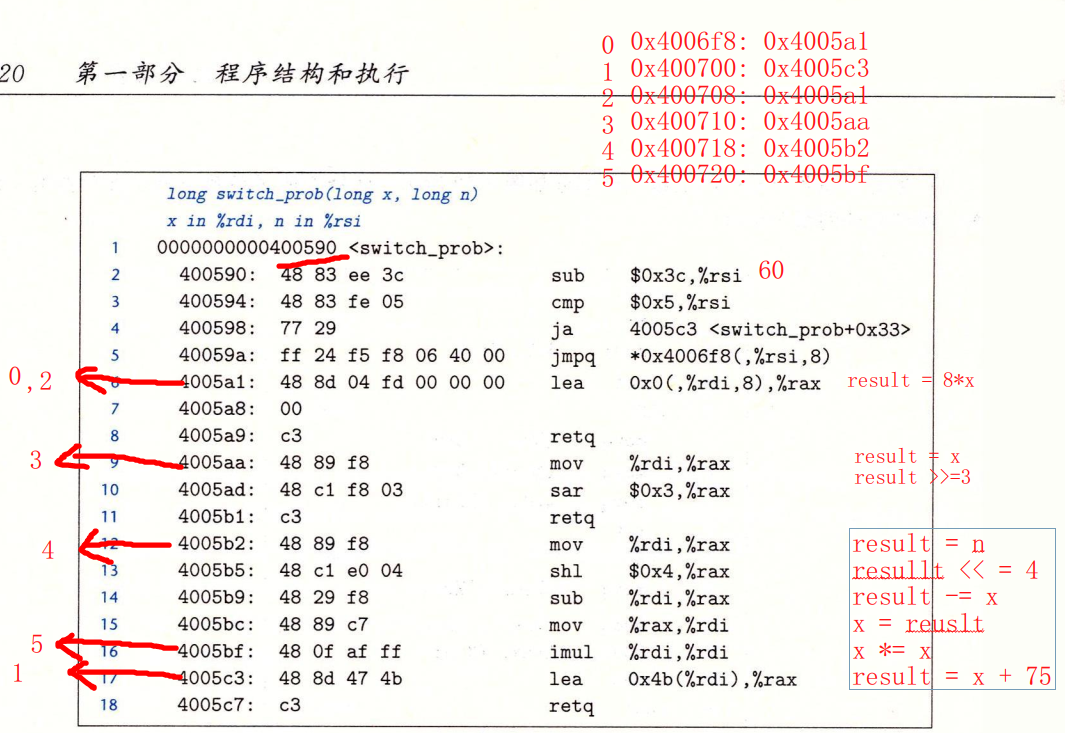 0 0x4006f8: 0x4005a1
1 0x400700: 0x4005c3
20 第一部分 程序结构和执行
2 0x400708: 0x4005a1
3 0x400710: 0x4005aa
4 0x400718: 0x4005b2
5 0x400720: 0x4005bf
long switch_prob(long x, long n)
x in %rdi, n in %rsi
1 0000000000400590 <switch_prob>:
2 400590: 48 83 ee 3c sub $0x3c,%rsi 60
3 400594: 48 83 fe 05 cmp $0x5,%rsi
4 400598: 77 29 ja 4005c3 <switch_prob+0x33>
5 40059a: ff 24 f5 f8 06 40 00 jmpq *0x4006f8(,%rsi,8)
0,2 6 4005a1: 48 8d 04 fd 00 00 00 lea 0x0(,%rdi,8),%rax result = 8*x
7 4005a8: 00
8 4005a9: c3 retq
3 9 4005aa: 48 89 f8 mov %rdi,%rax result = x
10 4005ad: 48 c1 f8 03 sar $0x3,%rax result >>=3
11 4005b1: c3 retq
4 12 4005b2: 48 89 f8 mov %rdi,%rax result = n
13 4005b5: 48 c1 e0 04 shl $0x4,%rax resullt << = 4
14 4005b9: 48 29 f8 sub %rdi,%rax result -= x
15 4005bc: 48 89 c7 mov %rax,%rdi x = reuslt
5 16 4005bf: 48 0f af ff imul %rdi,%rdi x *= x
1 17 4005c3: 48 8d 47 4b lea 0x4b(%rdi),%rax result = x + 75
18 4005c7: c3 retq